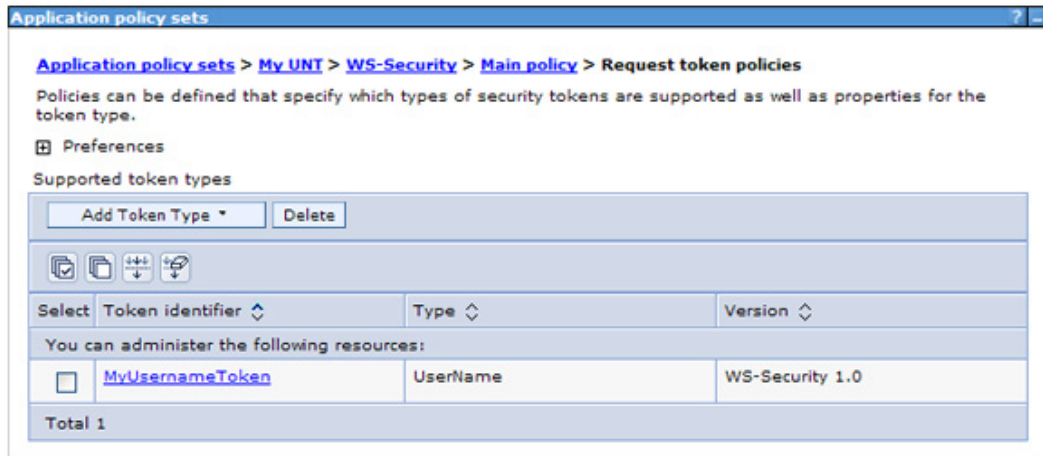 Application policy sets ? -
Application policy sets > My UNT > WS-Security > Main policy > Request token policies
Policies can be defined that specify which types of security tokens are supported as well as properties for the
token type.
Preferences
Supported token types
Add Token Type Delete
Select Token identifier Type Version
You can administer the following resources:
MyUsernameToken UserName WS-Security 1.0
Total 1